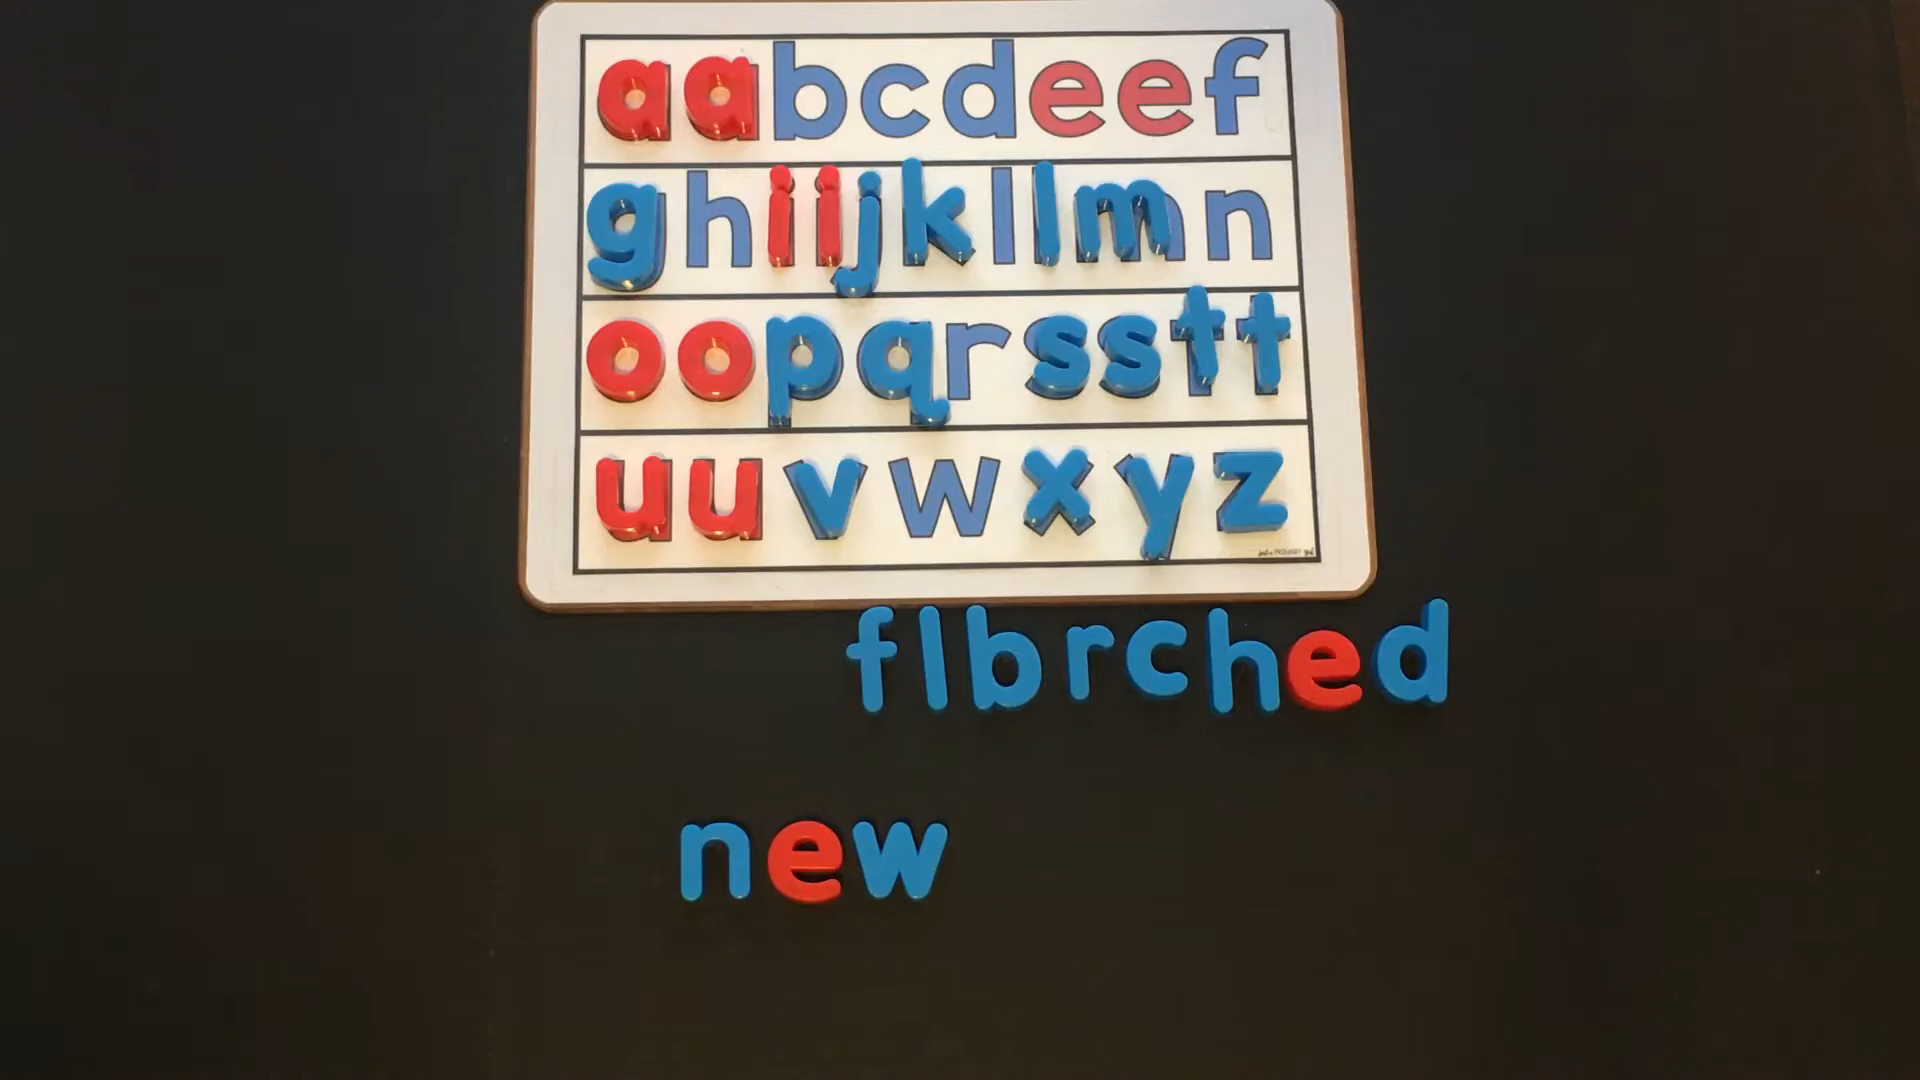 aabcdeef
ghiijkllmn
oopqrsstt
uuvwxyz
flbrched
new